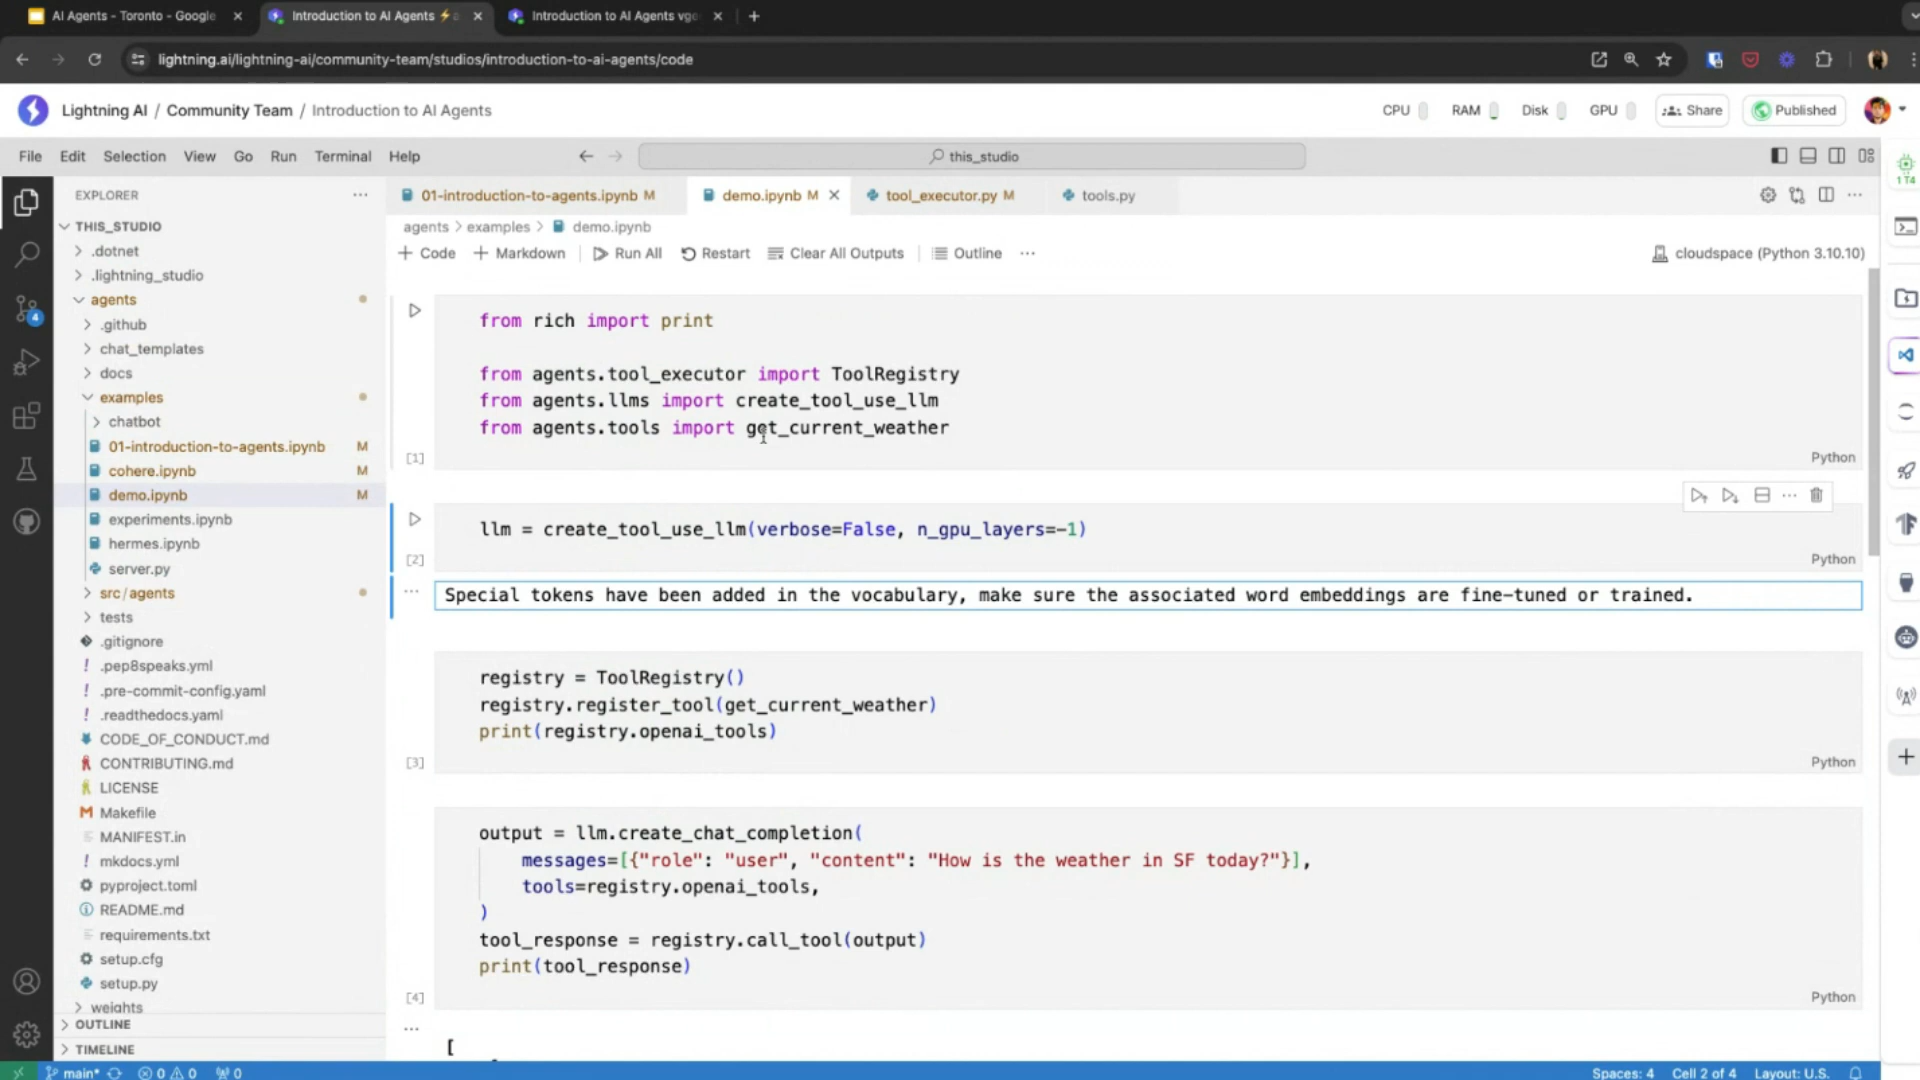 AI Agents - Toronto - Google
Introduction to AI Agents
Introduction to AI Agents vge
lightning.ai/lightning-ai/community-team/studios/introduction-to-ai-agents/code
Lightning AI / Community Team / Introduction to AI Agents
CPU
RAM
Disk
GPU
Share
Published
File
Edit
Selection
View
Go
Run
Terminal
Help
this_studio
1 T4
EXPLORER
THIS_STUDIO
.dotnet
.lightning_studio
agents
.github
chat_templates
docs
examples
chatbot
01-introduction-to-agents.ipynb M
cohere.ipynb M
demo.ipynb M
experiments.ipynb
hermes.ipynb
server.py
src/agents
tests
.gitignore
.pep8speaks.yml
.pre-commit-config.yaml
.readthedocs.yaml
CODE_OF_CONDUCT.md
CONTRIBUTING.md
LICENSE
Makefile
MANIFEST.in
mkdocs.yml
pyproject.toml
README.md
requirements.txt
setup.cfg
setup.py
weights
OUTLINE
TIMELINE
4
01-introduction-to-agents.ipynb M
demo.ipynb M
tool_executor.py M
tools.py
agents > examples > demo.ipynb
+ Code
+ Markdown
Run All
Restart
Clear All Outputs
Outline
cloudspace (Python 3.10.10)
from rich import print
from agents.tool_executor import ToolRegistry
from agents.llms import create_tool_use_llm
from agents.tools import get_current_weather
[1]
Python
llm = create_tool_use_llm(verbose=False, n_gpu_layers=-1)
[2]
Python
Special tokens have been added in the vocabulary, make sure the associated word embeddings are fine-tuned or trained.
registry = ToolRegistry()
registry.register_tool(get_current_weather)
print(registry.openai_tools)
[3]
Python
output = llm.create_chat_completion(
messages=[{"role": "user", "content": "How is the weather in SF today?"}],
tools=registry.openai_tools,
)
tool_response = registry.call_tool(output)
print(tool_response)
[4]
Python
[
main*
0
0
0
Spaces: 4
Cell 2 of 4
Layout: U.S.